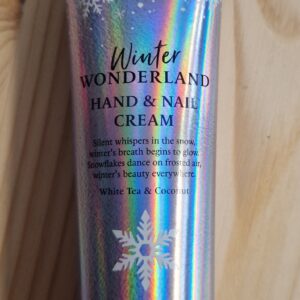 Winter
WONDERLAND
HAND & NAIL
CREAM
Silent whispers in the snow,
winter's breath begins to glow.
Snowflakes dance on frosted air,
winter's beauty everywhere.
White Tea & Coconut